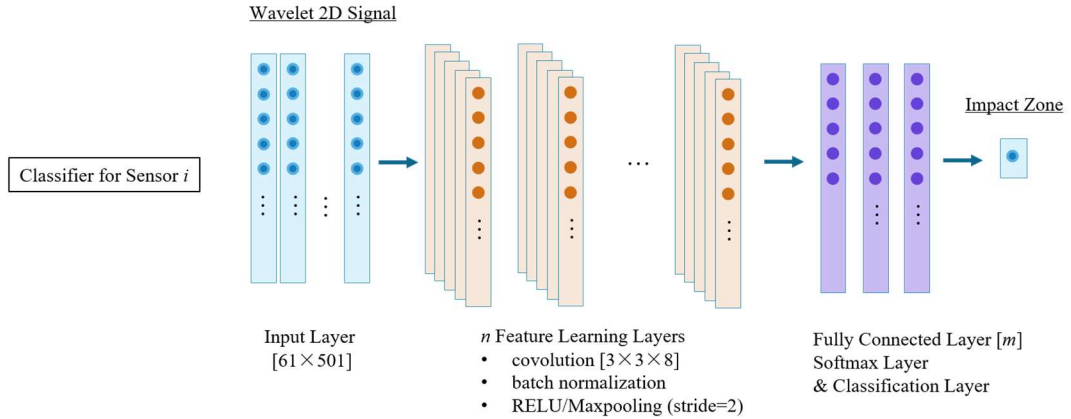 Wavelet 2D Signal
Impact Zone
Classifier for Sensor i
Input Layer
[61×501]
n Feature Learning Layers
• covolution [3×3×8]
• batch normalization
• RELU/Maxpooling (stride=2)
Fully Connected Layer [m]
Softmax Layer
& Classification Layer